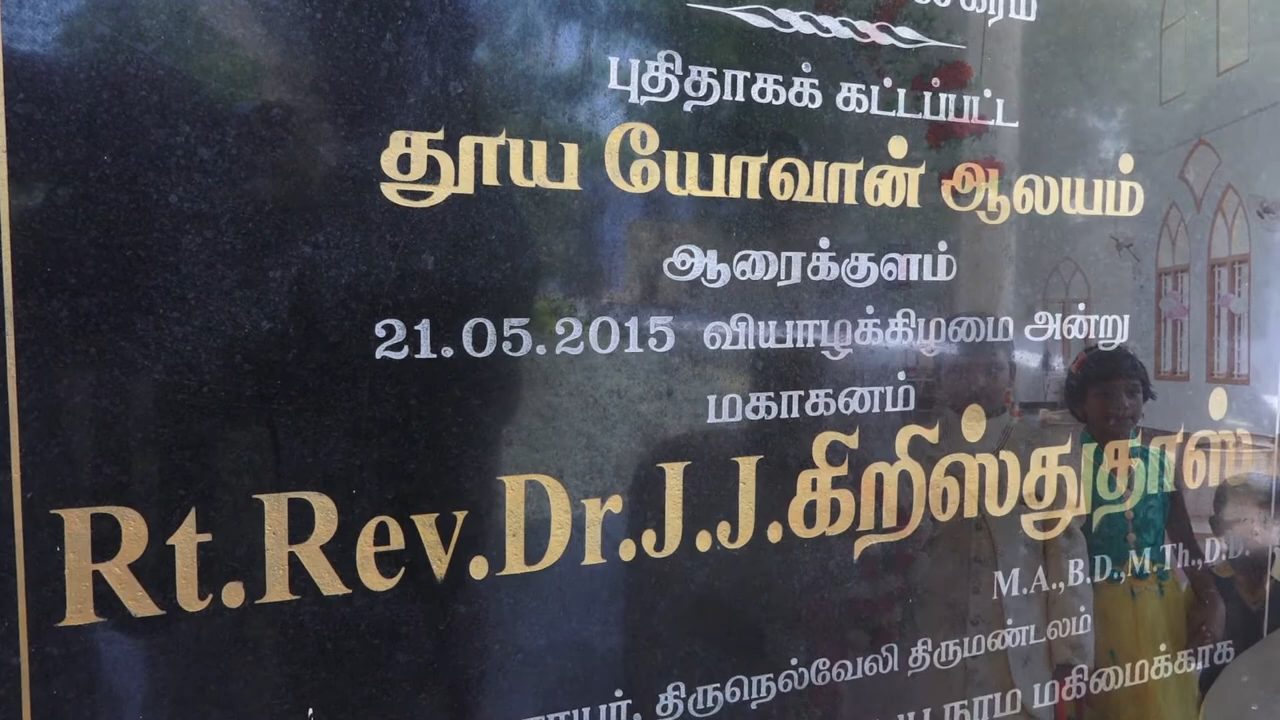 புதிதாகக் கட்டப்பட்ட
தூய யோவான் ஆலயம்
ஆரைக்குளம்
21.05.2015 வியாழக்கிழமை அன்று
மகாகனம்
Rt.Rev.Dr.J.J.கிறிஸ்துதாஸ்
M.A.,B.D.,M.Th.,D.D.
திருநெல்வேலி திருமண்டலம்
நாம மகிமைக்காக